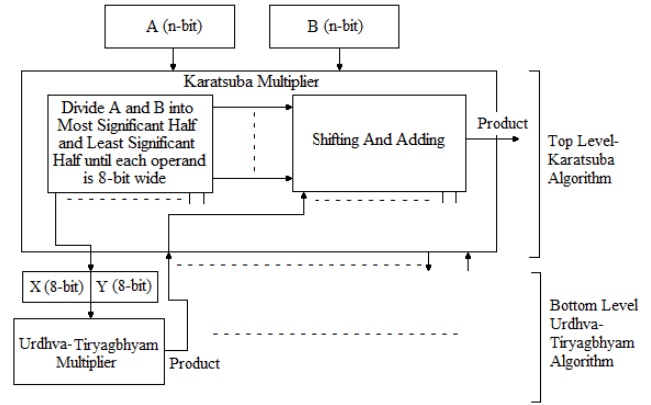 A (n-bit)
B (n-bit)
Karatsuba Multiplier
Divide A and B into
Most Significant Half
and Least Significant
Half until each operand
is 8-bit wide
Shifting And Adding
Product
Top Level-
Karatsuba
Algorithm
X (8-bit)
Y (8-bit)
Urdhva-Tiryagbhyam
Multiplier
Product
Bottom Level
Urdhva-
Tiryagbhyam
Algorithm